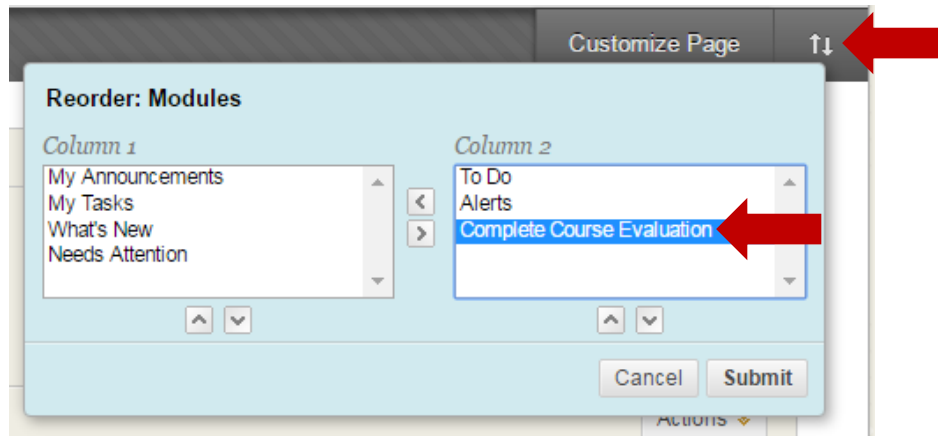 Customize Page
Reorder: Modules
Column 1
My Announcements
My Tasks
What's New
Needs Attention
Column 2
To Do
Alerts
Complete Course Evaluation
Cancel Submit
Actions